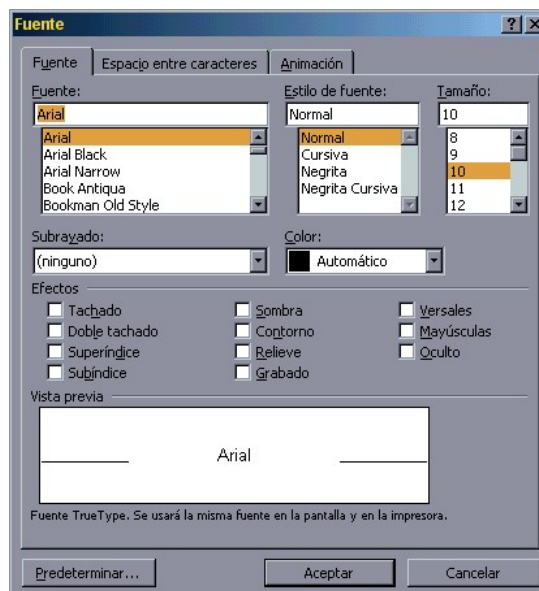 Fuente
Fuente Espacio entre caracteres Animación
Fuente: Estilo de fuente: Tamaño:
Arial Normal 10
Arial Normal 8
Arial Black Cursiva 9
Arial Narrow Negrita 10
Book Antiqua Negrita Cursiva 11
Bookman Old Style 12
Subrayado: Color:
(ninguno) Automático
Efectos
Tachado Sombra Versales
Doble tachado Contorno Mayúsculas
Superíndice Relieve Oculto
Subíndice Grabado
Vista previa
Arial
Fuente TrueType. Se usará la misma fuente en la pantalla y en la impresora.
Predeterminar... Aceptar Cancelar